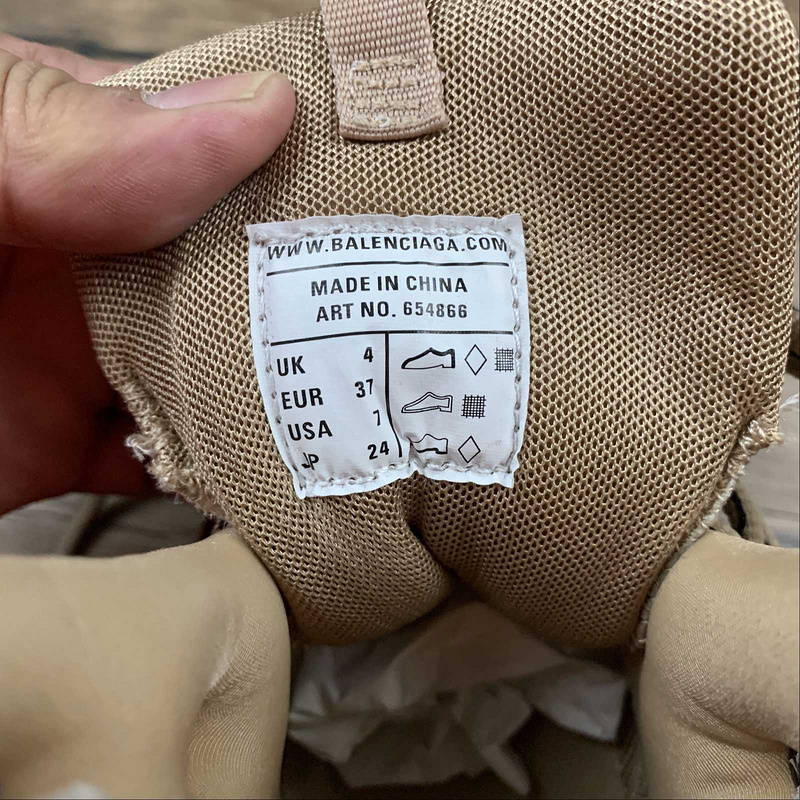 WWW.BALENCIAGA.COM
MADE IN CHINA
ART NO. 654866
UK 4
EUR 37
USA 7
JP 24